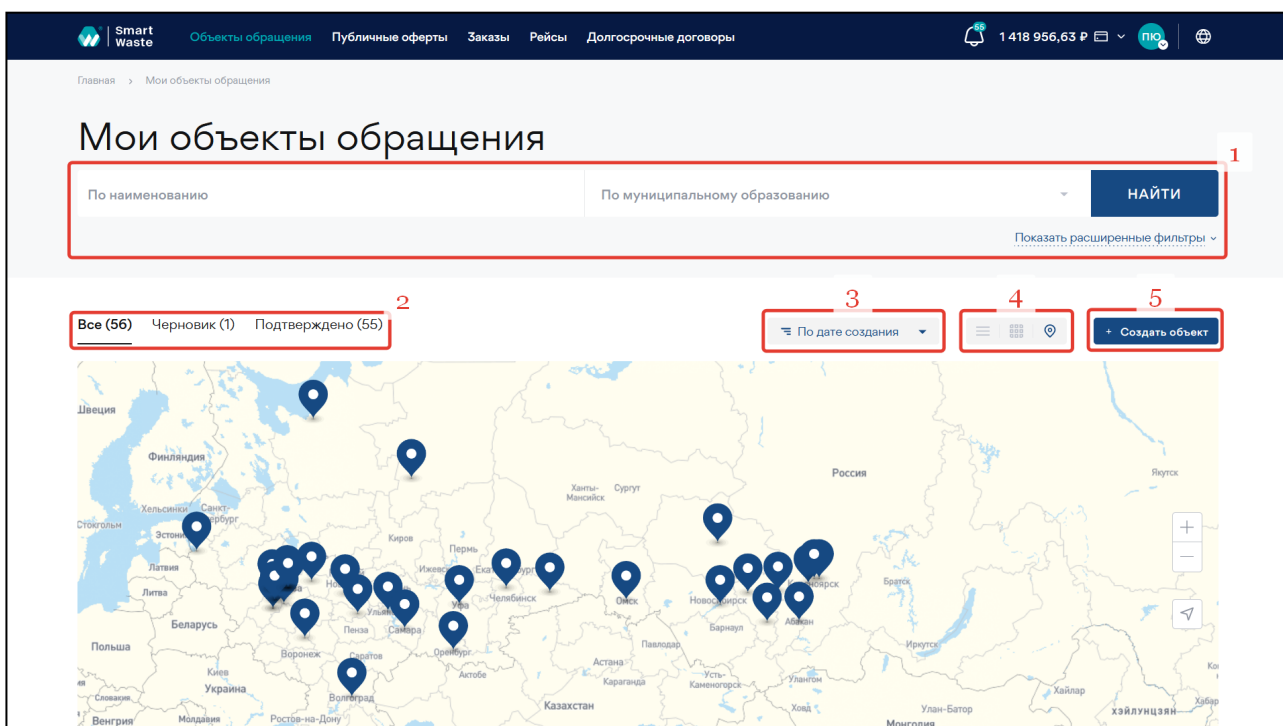 Smart
Waste
Объекты обращения Публичные оферты Заказы Рейсы Долгосрочные договоры
55
1 418 956,63 ₽
ПЮ
Главная › Мои объекты обращения
Мои объекты обращения
1
По наименованию По муниципальному образованию НАЙТИ
Показать расширенные фильтры
2 3 4 5
Все (56) Черновик (1) Подтверждено (55) По дате создания + Создать объект
Швеция
Финляндия
Россия
Якутск
Ханты-
Мансийск
Сургут
Хельсинки
Санкт-
Стокгольм
Киров
Пермь
Латвия
Литва
Челябинск
Уфа
Омск
Братск
Беларусь
Пенза
Самара
Барнаул
Абакан
Польша
Воронеж
Саратов
Оренбург
Павлодар
Иркутск
Киев
Актобе
Астана
Караганда
Усть-
Каменогорск
Улангом
Украина
Словакия
Волгоград
Казахстан
Ховд
Улан-Батор
Хайлар
хэйлунцзян
Венгрия
Молдавия
Ростов-на-Дону
Монголия
+
−